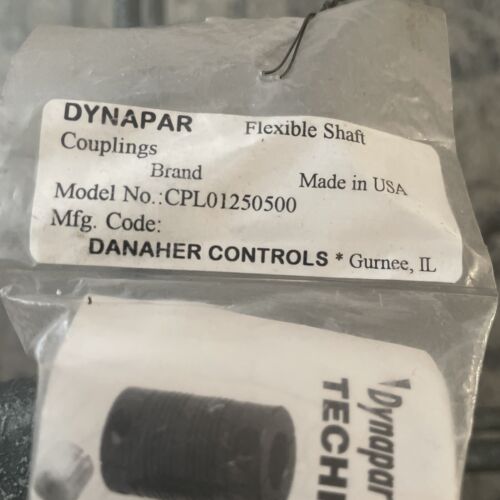 DYNAPAR Flexible Shaft
Couplings
Brand Made in USA
Model No.:CPL01250500
Mfg. Code:
DANAHER CONTROLS * Gurnee, IL
Dynapar
TECH